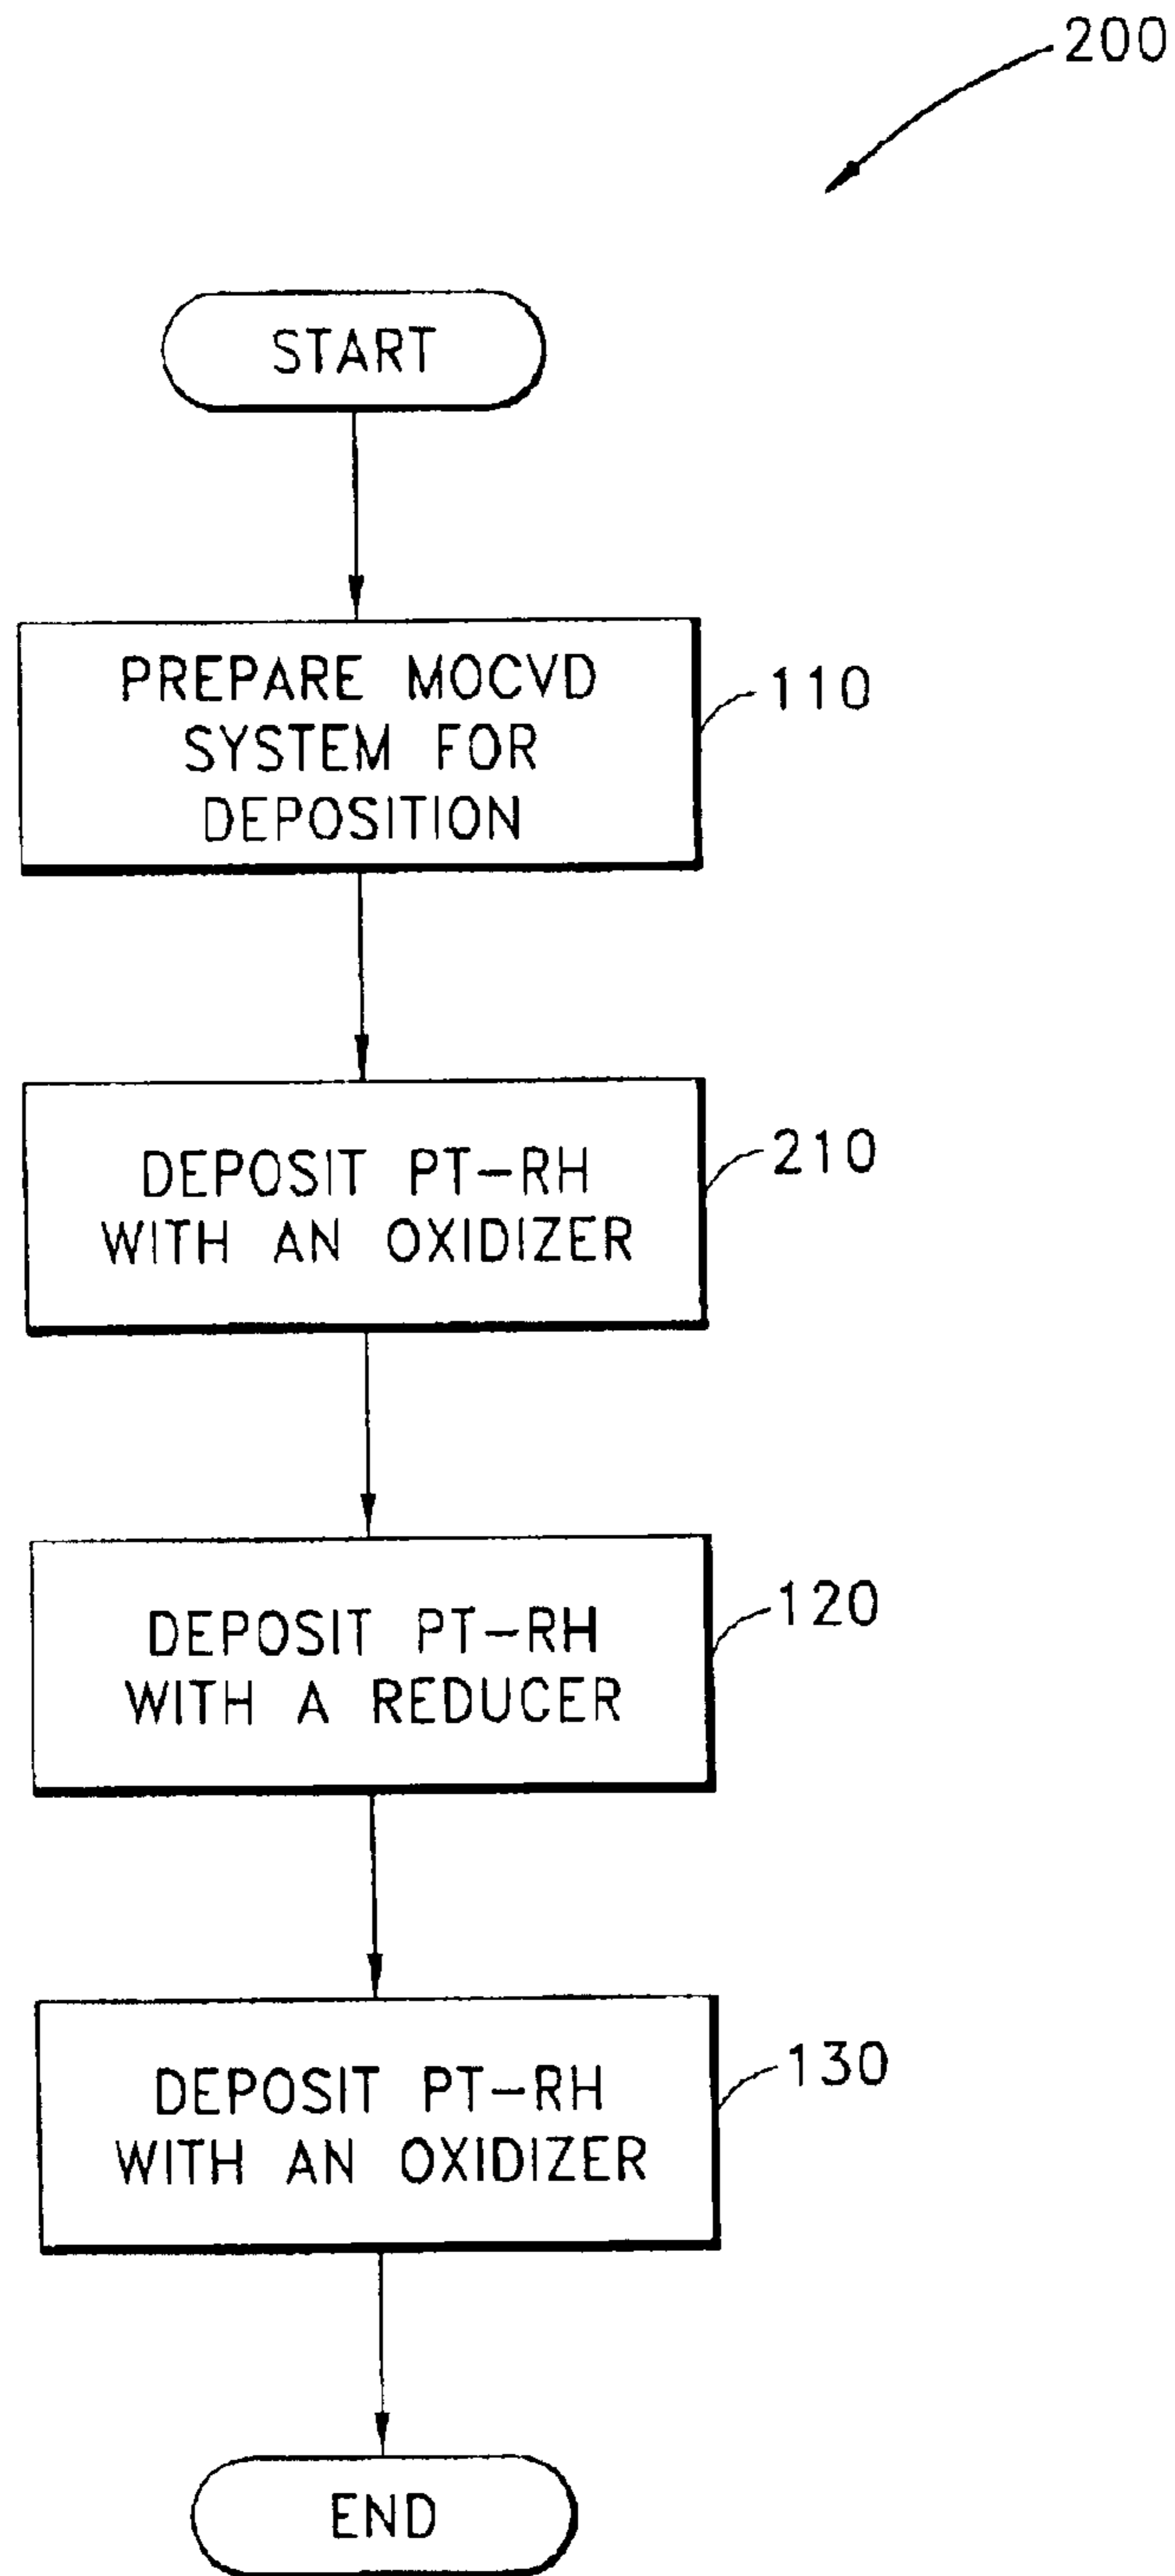 200
START
PREPARE MOCVD
SYSTEM FOR
DEPOSITION
110
DEPOSIT PT-RH
WITH AN OXIDIZER
210
DEPOSIT PT-RH
WITH A REDUCER
120
DEPOSIT PT-RH
WITH AN OXIDIZER
130
END